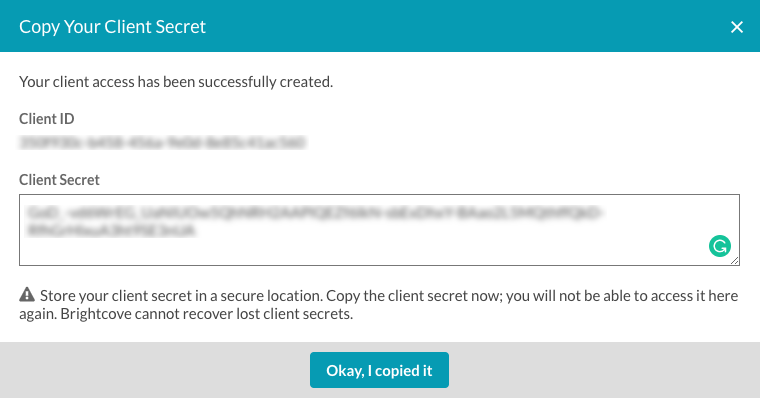 Copy Your Client Secret
Your client access has been successfully created.
Client ID
Client Secret
Store your client secret in a secure location. Copy the client secret now; you will not be able to access it here
again. Brightcove cannot recover lost client secrets.
Okay, I copied it